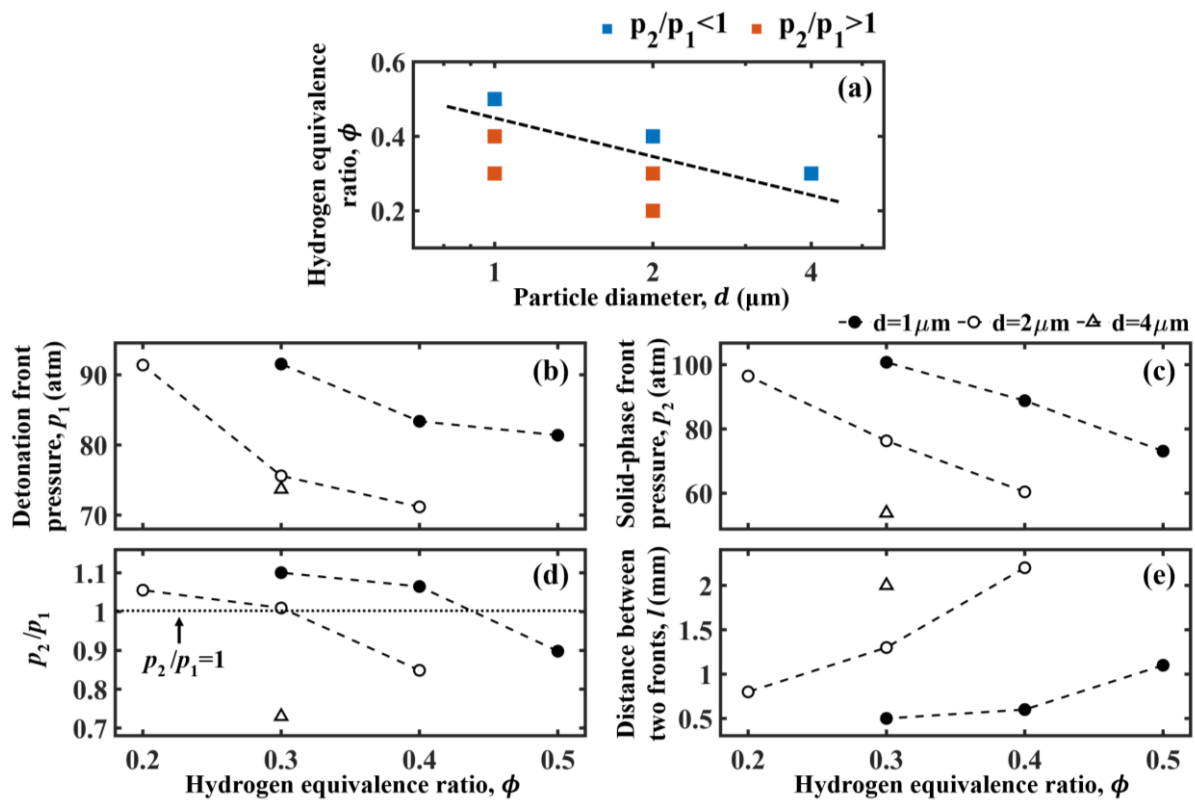 p2/p1<1 p2/p1>1
(a)
Hydrogen equivalence
ratio, ϕ
0.6
0.4
0.2
1 2 4
Particle diameter, d (μm)
d=1μm d=2μm d=4μm
(b)
Detonation front
pressure, p1 (atm)
90
80
70
(c)
Solid-phase front
pressure, p2 (atm)
100
80
60
(d)
p2/p1
1.1
1
0.9
0.8
0.7
p2/p1=1
0.2 0.3 0.4 0.5
Hydrogen equivalence ratio, ϕ
(e)
Distance between
two fronts, l (mm)
2
1.5
1
0.5
0.2 0.3 0.4 0.5
Hydrogen equivalence ratio, ϕ